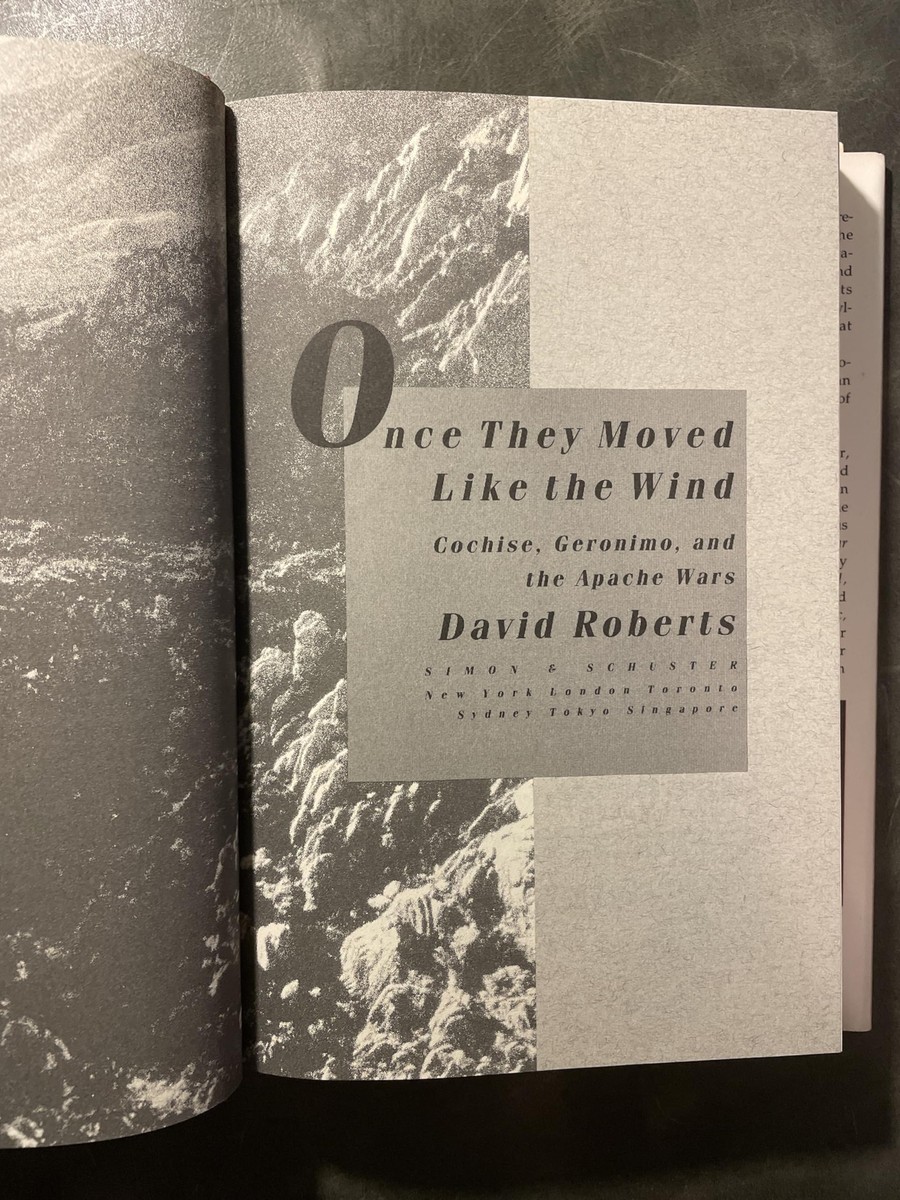 Once They Moved
Like the Wind
Cochise, Geronimo, and
the Apache Wars
David Roberts
SIMON & SCHUSTER
New York London Toronto
Sydney Tokyo Singapore